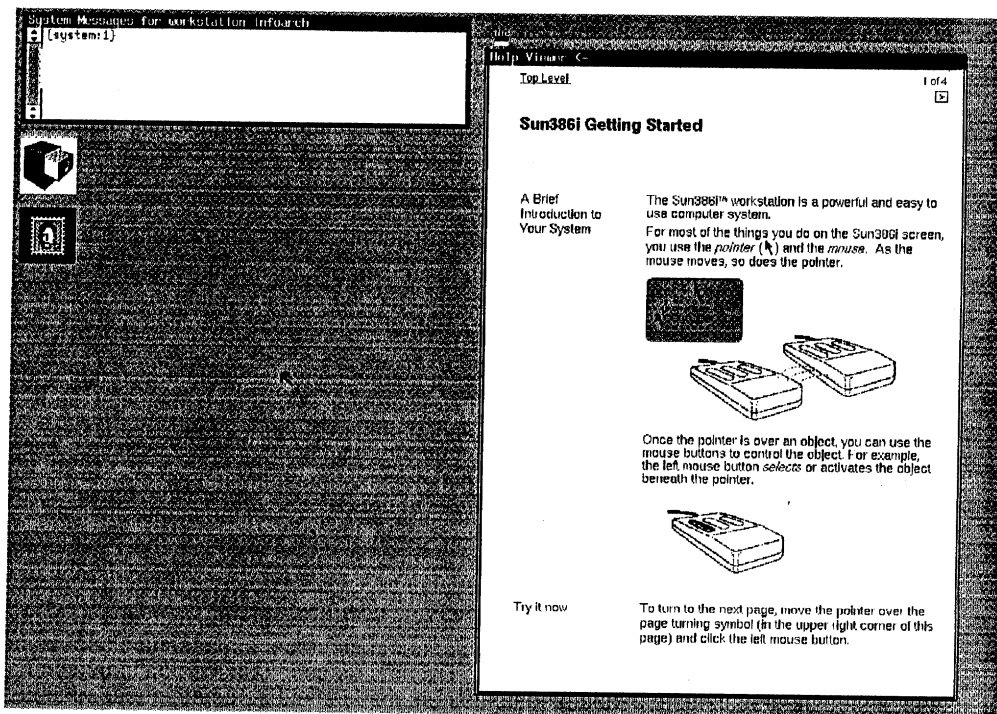 System Messages for workstation infoarch
{system:1}
Help Viewer <-
Top Level
1 of 4
Sun386i Getting Started
A Brief
Introduction to
Your System
The Sun386i™ workstation is a powerful and easy to
use computer system.
For most of the things you do on the Sun386i screen,
you use the pointer ( ) and the mouse. As the
mouse moves, so does the pointer.
Once the pointer is over an object, you can use the
mouse buttons to control the object. For example,
the left mouse button selects or activates the object
beneath the pointer.
Try it now
To turn to the next page, move the pointer over the
page turning symbol (in the upper right corner of this
page) and click the left mouse button.